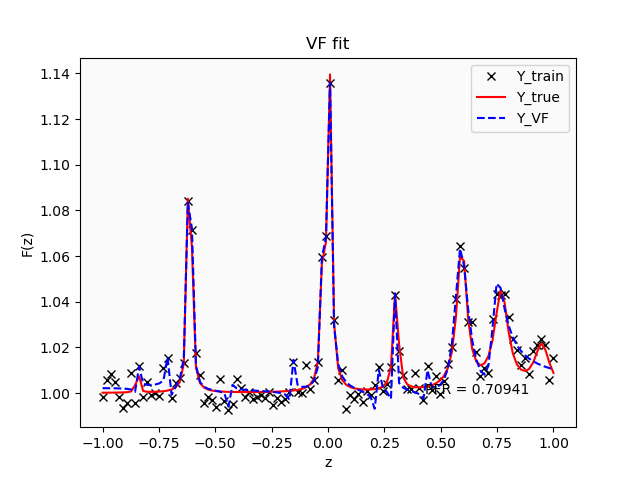 VF fit
1.14
1.12
1.10
1.08
1.06
1.04
1.02
1.00
F(z)
Y_train
Y_true
Y_VF
R = 0.70941
−1.00 −0.75 −0.50 −0.25 0.00 0.25 0.50 0.75 1.00
z